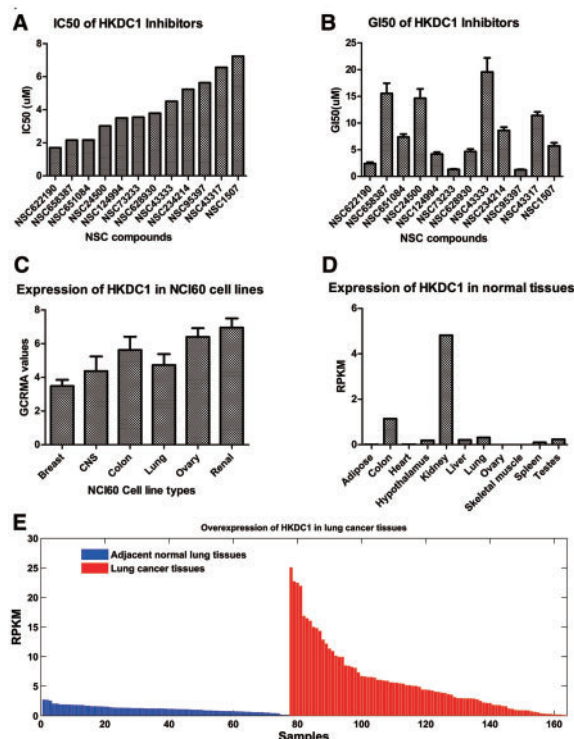 A
IC50 of HKDC1 Inhibitors
IC50 (uM)
8
6
4
2
0
NSC622190
NSC658387
NSC651084
NSC24500
NSC124994
NSC73233
NSC628930
NSC43333
NSC234214
NSC95397
NSC43317
NSC1507
NSC compounds
B
GI50 of HKDC1 Inhibitors
GI50(uM)
25
20
15
10
5
0
NSC622190
NSC658387
NSC651084
NSC24500
NSC124994
NSC73233
NSC628930
NSC43333
NSC234214
NSC95397
NSC43317
NSC1507
NSC compounds
C
Expression of HKDC1 in NCI60 cell lines
GCRMA values
8
6
4
2
0
Breast
CNS
Colon
Lung
Ovary
Renal
NCI60 Cell line types
D
Expression of HKDC1 in normal tissues
RPKM
6
4
2
0
Adipose
Colon
Heart
Hypothalamus
Kidney
Liver
Lung
Ovary
Skeletal muscle
Spleen
Testes
E
Overexpression of HKDC1 in lung cancer tissues
RPKM
30
25
20
15
10
5
0
Adjacent normal lung tissues
Lung cancer tissues
0
20
40
60
80
100
120
140
160
Samples